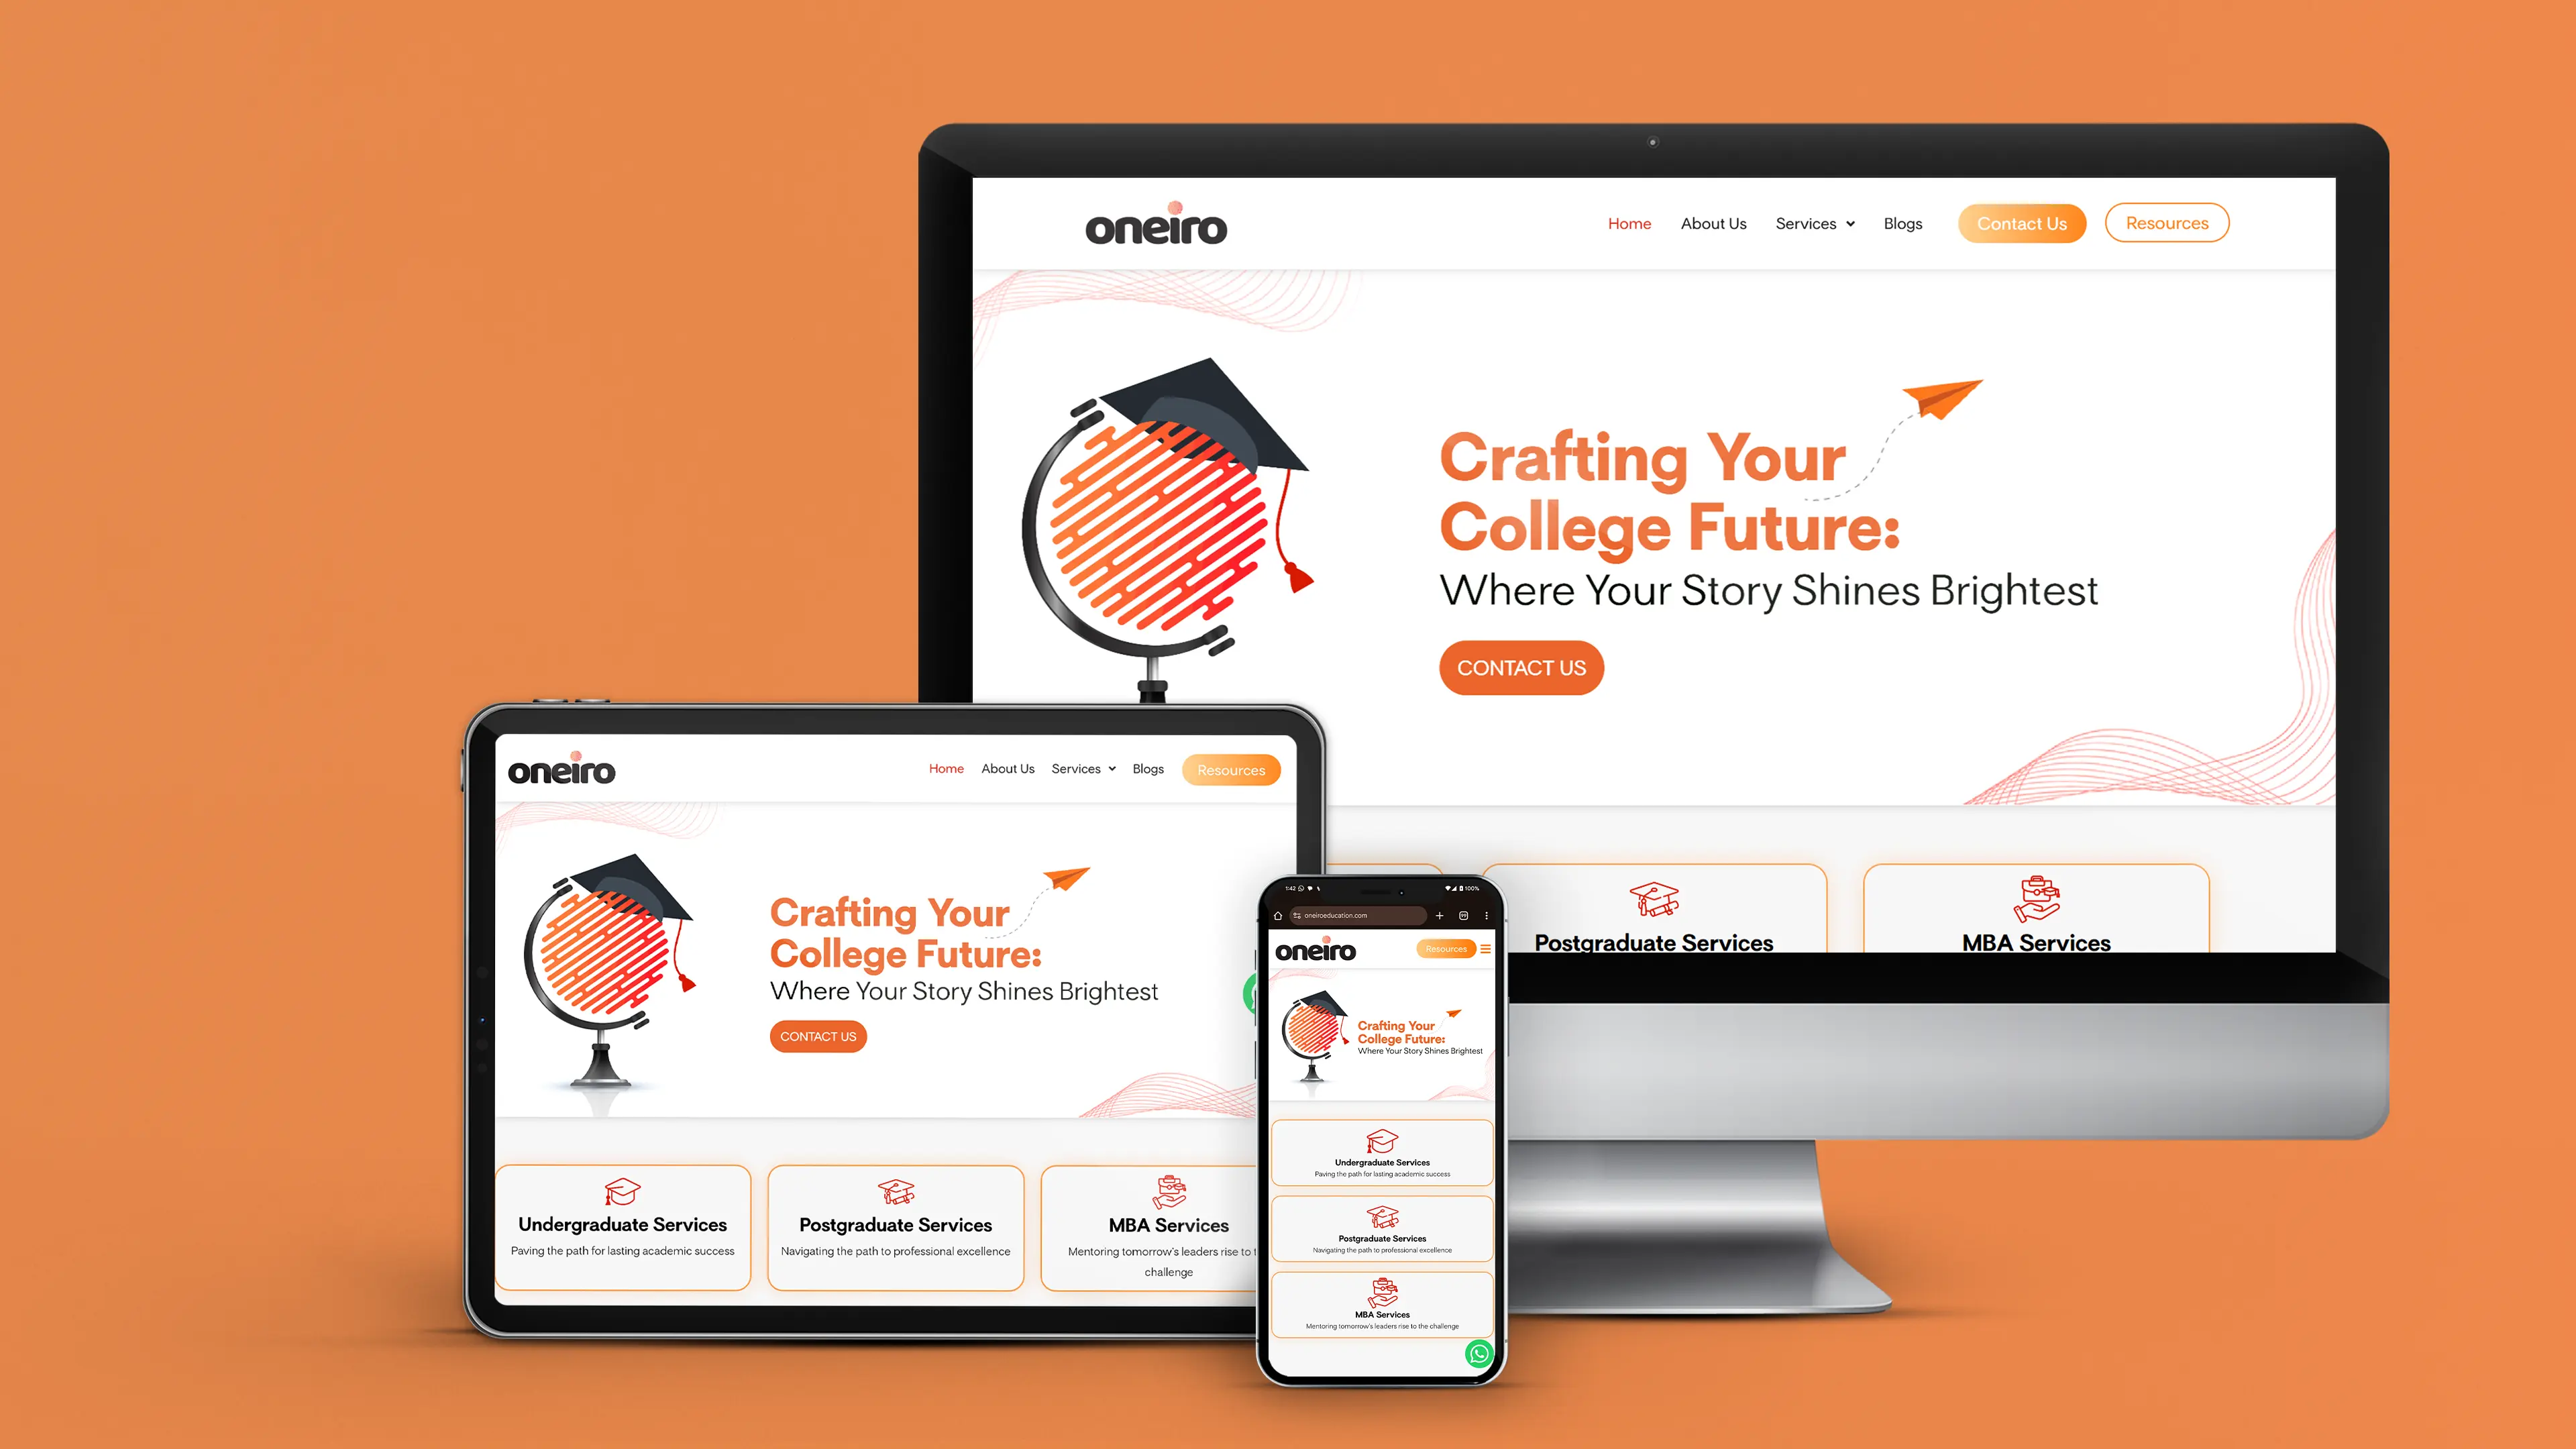 oneiro
Home About Us Services Blogs Contact Us Resources
Crafting Your
College Future:
Where Your Story Shines Brightest
CONTACT US
Postgraduate Services
MBA Services
oneiro
Home About Us Services Blogs Resources
Crafting Your
College Future:
Where Your Story Shines Brightest
CONTACT US
Undergraduate Services
Paving the path for lasting academic success
Postgraduate Services
Navigating the path to professional excellence
MBA Services
Mentoring tomorrow's leaders rise to
challenge
1:42 100%
oneiroeducation.com
oneiro
Resources
Crafting Your
College Future:
Where Your Story Shines Brightest
Undergraduate Services
Paving the path for lasting academic success
Postgraduate Services
Navigating the path to professional excellence
MBA Services
Mentoring tomorrow's leaders rise to the challenge